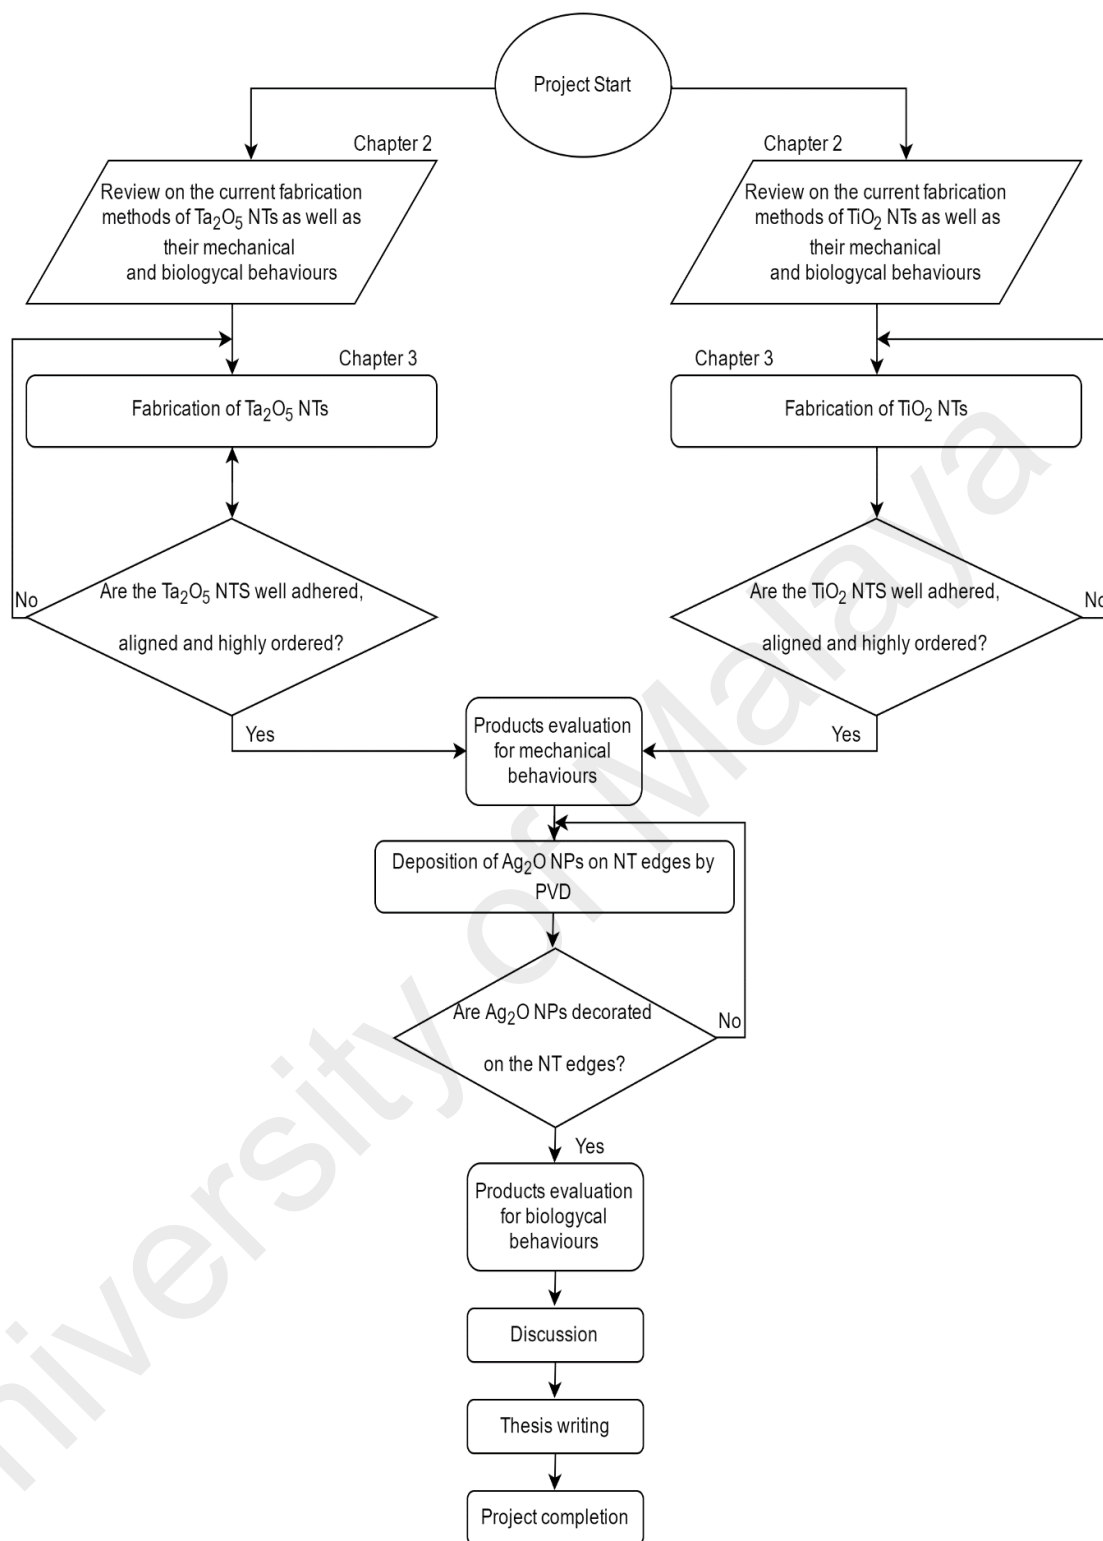 Project Start
Chapter 2
Review on the current fabrication
methods of Ta₂O₅ NTs as well as
their mechanical
and biologycal behaviours
Chapter 2
Review on the current fabrication
methods of TiO₂ NTs as well as
their mechanical
and biologycal behaviours
Chapter 3
Fabrication of Ta₂O₅ NTs
Chapter 3
Fabrication of TiO₂ NTs
Are the Ta₂O₅ NTS well adhered,
aligned and highly ordered?
No
Yes
Are the TiO₂ NTS well adhered,
aligned and highly ordered?
No
Yes
Products evaluation
for mechanical
behaviours
Deposition of Ag₂O NPs on NT edges by
PVD
Are Ag₂O NPs decorated
on the NT edges?
No
Yes
Products evaluation
for biologycal
behaviours
Discussion
Thesis writing
Project completion
niversity of Malaya